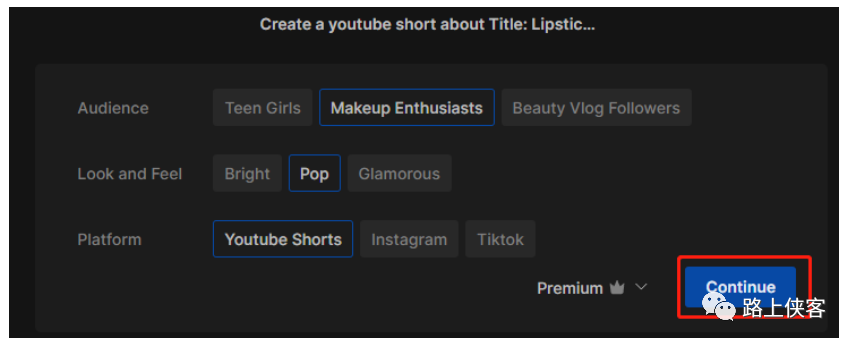 Create a youtube short about Title: Lipstic...
Audience Teen Girls Makeup Enthusiasts Beauty Vlog Followers
Look and Feel Bright Pop Glamorous
Platform Youtube Shorts Instagram Tiktok
Premium Continue
路上侠客